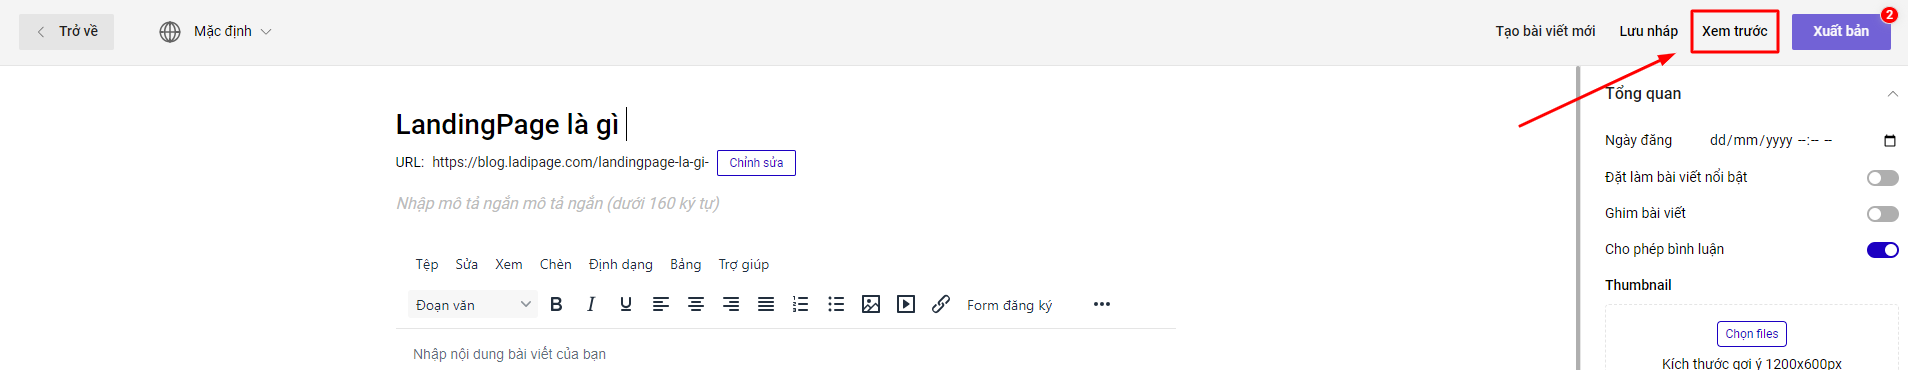 Trở về
Mặc định
Tạo bài viết mới
Lưu nháp
Xem trước
Xuất bản
2
LandingPage là gì
URL: https://blog.ladipage.com/landingpage-la-gi-
Chỉnh sửa
Nhập mô tả ngắn mô tả ngắn (dưới 160 ký tự)
Tệp Sửa Xem Chèn Định dạng Bảng Trợ giúp
Đoạn văn B I U Form đăng ký
Nhập nội dung bài viết của bạn
Tổng quan
Ngày đăng dd/mm/yyyy --:-- --
Đặt làm bài viết nổi bật
Ghim bài viết
Cho phép bình luận
Thumbnail
Chọn files
Kích thước gợi ý 1200x600px